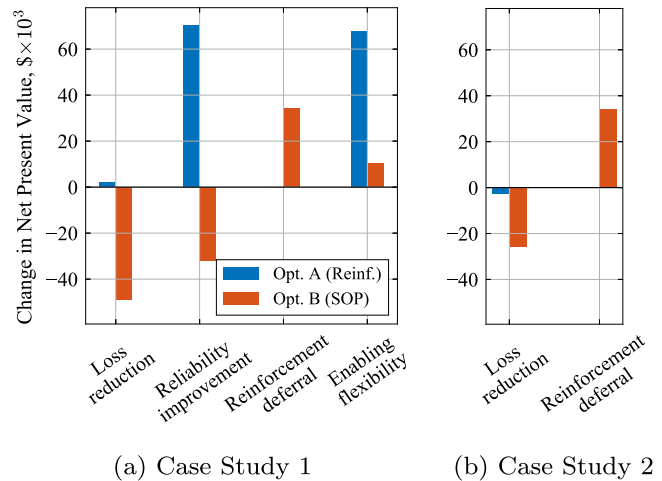 Change in Net Present Value, $×10³
60
40
20
0
−20
−40
Opt. A (Reinf.)
Opt. B (SOP)
Loss
reduction
Reliability
improvement
Reinforcement
deferral
Enabling
flexibility
(a) Case Study 1
60
40
20
0
−20
−40
Loss
reduction
Reinforcement
deferral
(b) Case Study 2